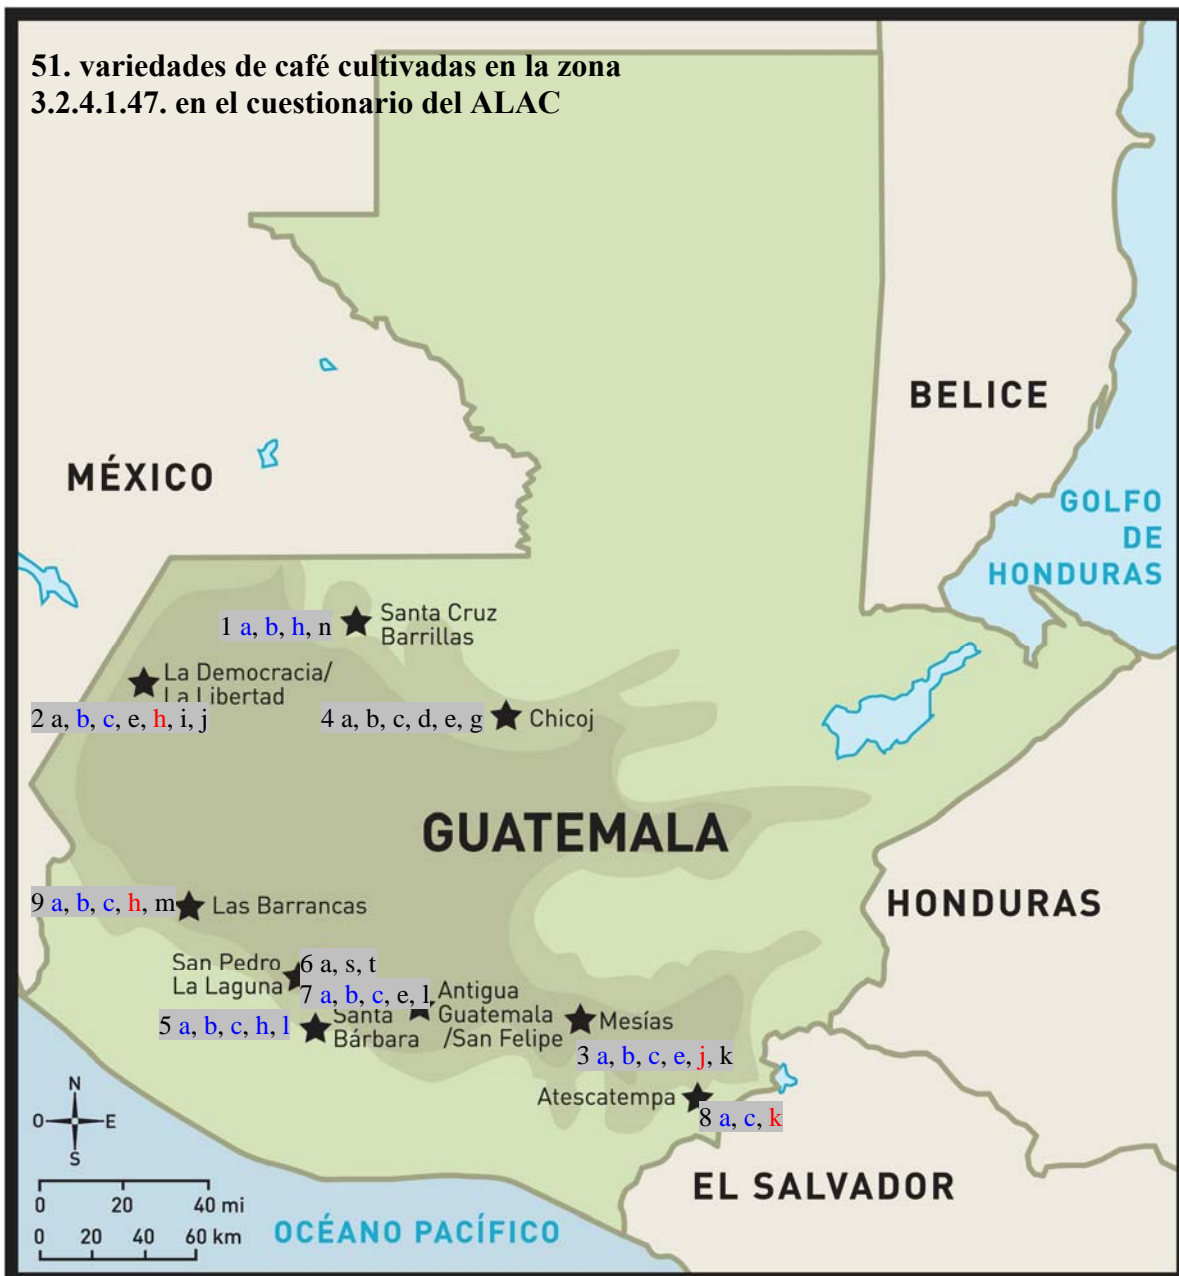 51. variedades de café cultivadas en la zona
3.2.4.1.47. en el cuestionario del ALAC
BELICE
MÉXICO
GOLFO
DE
HONDURAS
1 a, b, h, n
Santa Cruz
Barrillas
La Democracia/
La Libertad
2 a, b, c, e, h, i, j
4 a, b, c, d, e, g
Chicoj
GUATEMALA
HONDURAS
9 a, b, c, h, m
Las Barrancas
San Pedro
La Laguna
6 a, s, t
7 a, b, c, e, l
Antigua
Guatemala
/San Felipe
5 a, b, c, h, l
Santa
Bárbara
Mesías
3 a, b, c, e, j, k
Atescatempa
8 a, c, k
N
O
E
S
0 20 40 mi
0 20 40 60 km
OCÉANO PACÍFICO
EL SALVADOR